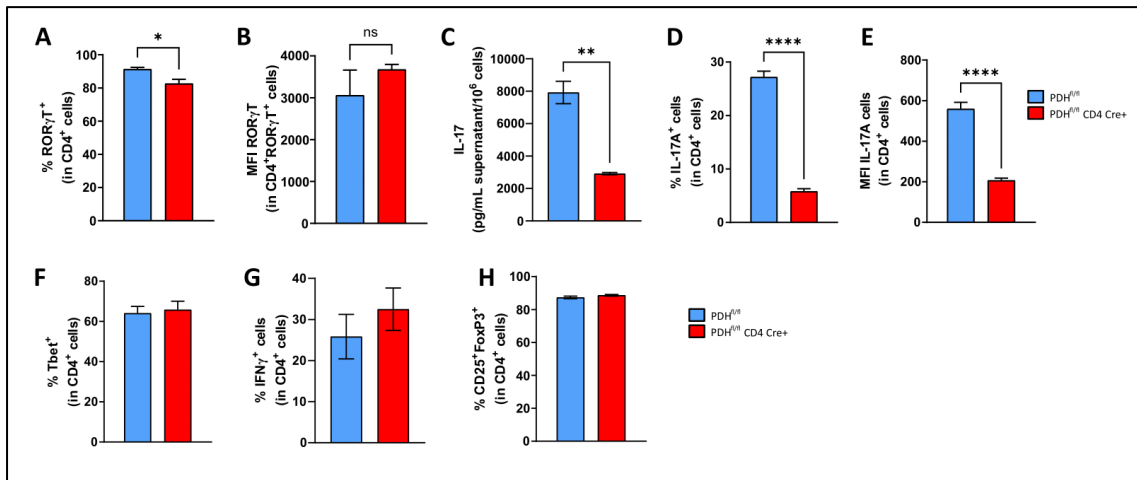 A
*
% RORγT⁺
(in CD4⁺ cells)
100
80
60
40
20
0
B
ns
MFI RORγT
(in CD4⁺RORγT⁺ cells)
4000
3000
2000
1000
0
C
**
IL-17
(pg/mL supernatant/10⁶ cells)
10000
8000
6000
4000
2000
0
D
****
% IL-17A⁺ cells
(in CD4⁺ cells)
30
20
10
0
E
****
MFI IL-17A cells
(in CD4⁺ cells)
800
600
400
200
0
PDHᶠˡ/ᶠˡ
PDHᶠˡ/ᶠˡ CD4 Cre+
F
% Tbet⁺
(in CD4⁺ cells)
80
60
40
20
0
G
% IFNγ⁺ cells
(in CD4⁺ cells)
40
30
20
10
0
H
% CD25⁺FoxP3⁺
(in CD4⁺ cells)
100
80
60
40
20
0
PDHᶠˡ/ᶠˡ
PDHᶠˡ/ᶠˡ CD4 Cre+